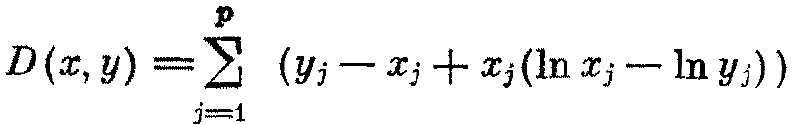 D(x, y) = \sum_{j=1}^{p} (y_j - x_j + x_j(\ln x_j - \ln y_j))